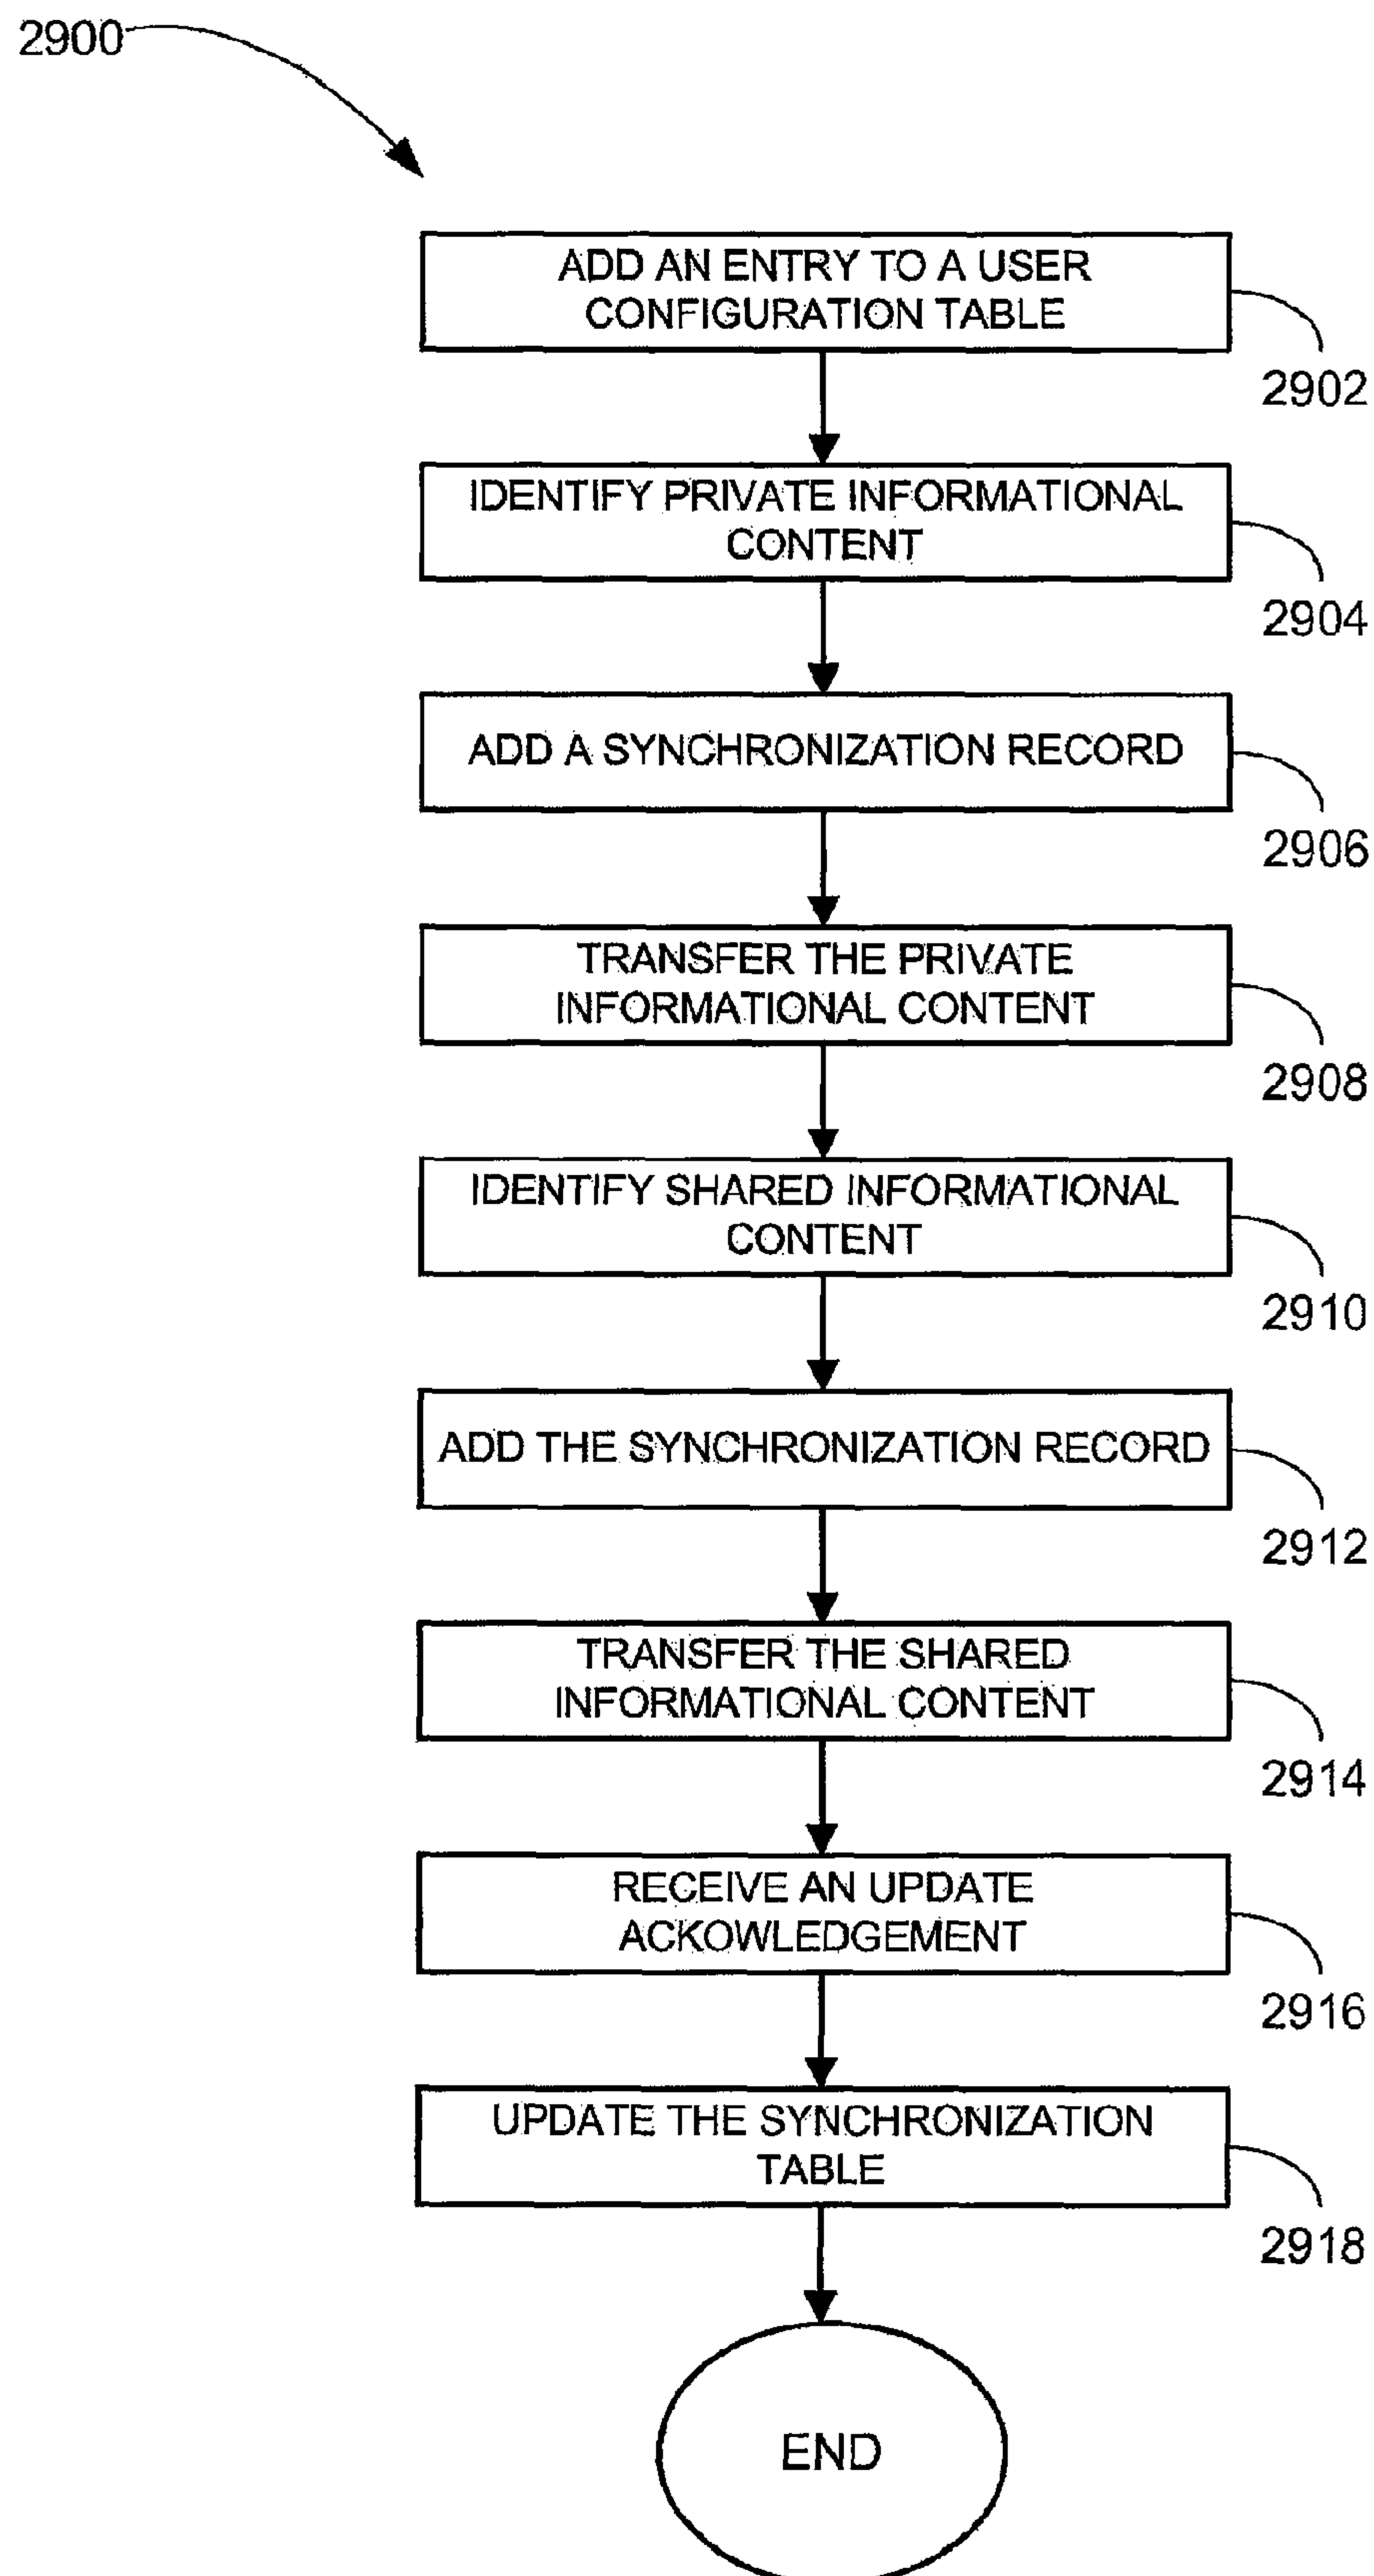 2900
ADD AN ENTRY TO A USER
CONFIGURATION TABLE
2902
IDENTIFY PRIVATE INFORMATIONAL
CONTENT
2904
ADD A SYNCHRONIZATION RECORD
2906
TRANSFER THE PRIVATE
INFORMATIONAL CONTENT
2908
IDENTIFY SHARED INFORMATIONAL
CONTENT
2910
ADD THE SYNCHRONIZATION RECORD
2912
TRANSFER THE SHARED
INFORMATIONAL CONTENT
2914
RECEIVE AN UPDATE
ACKOWLEDGEMENT
2916
UPDATE THE SYNCHRONIZATION
TABLE
2918
END